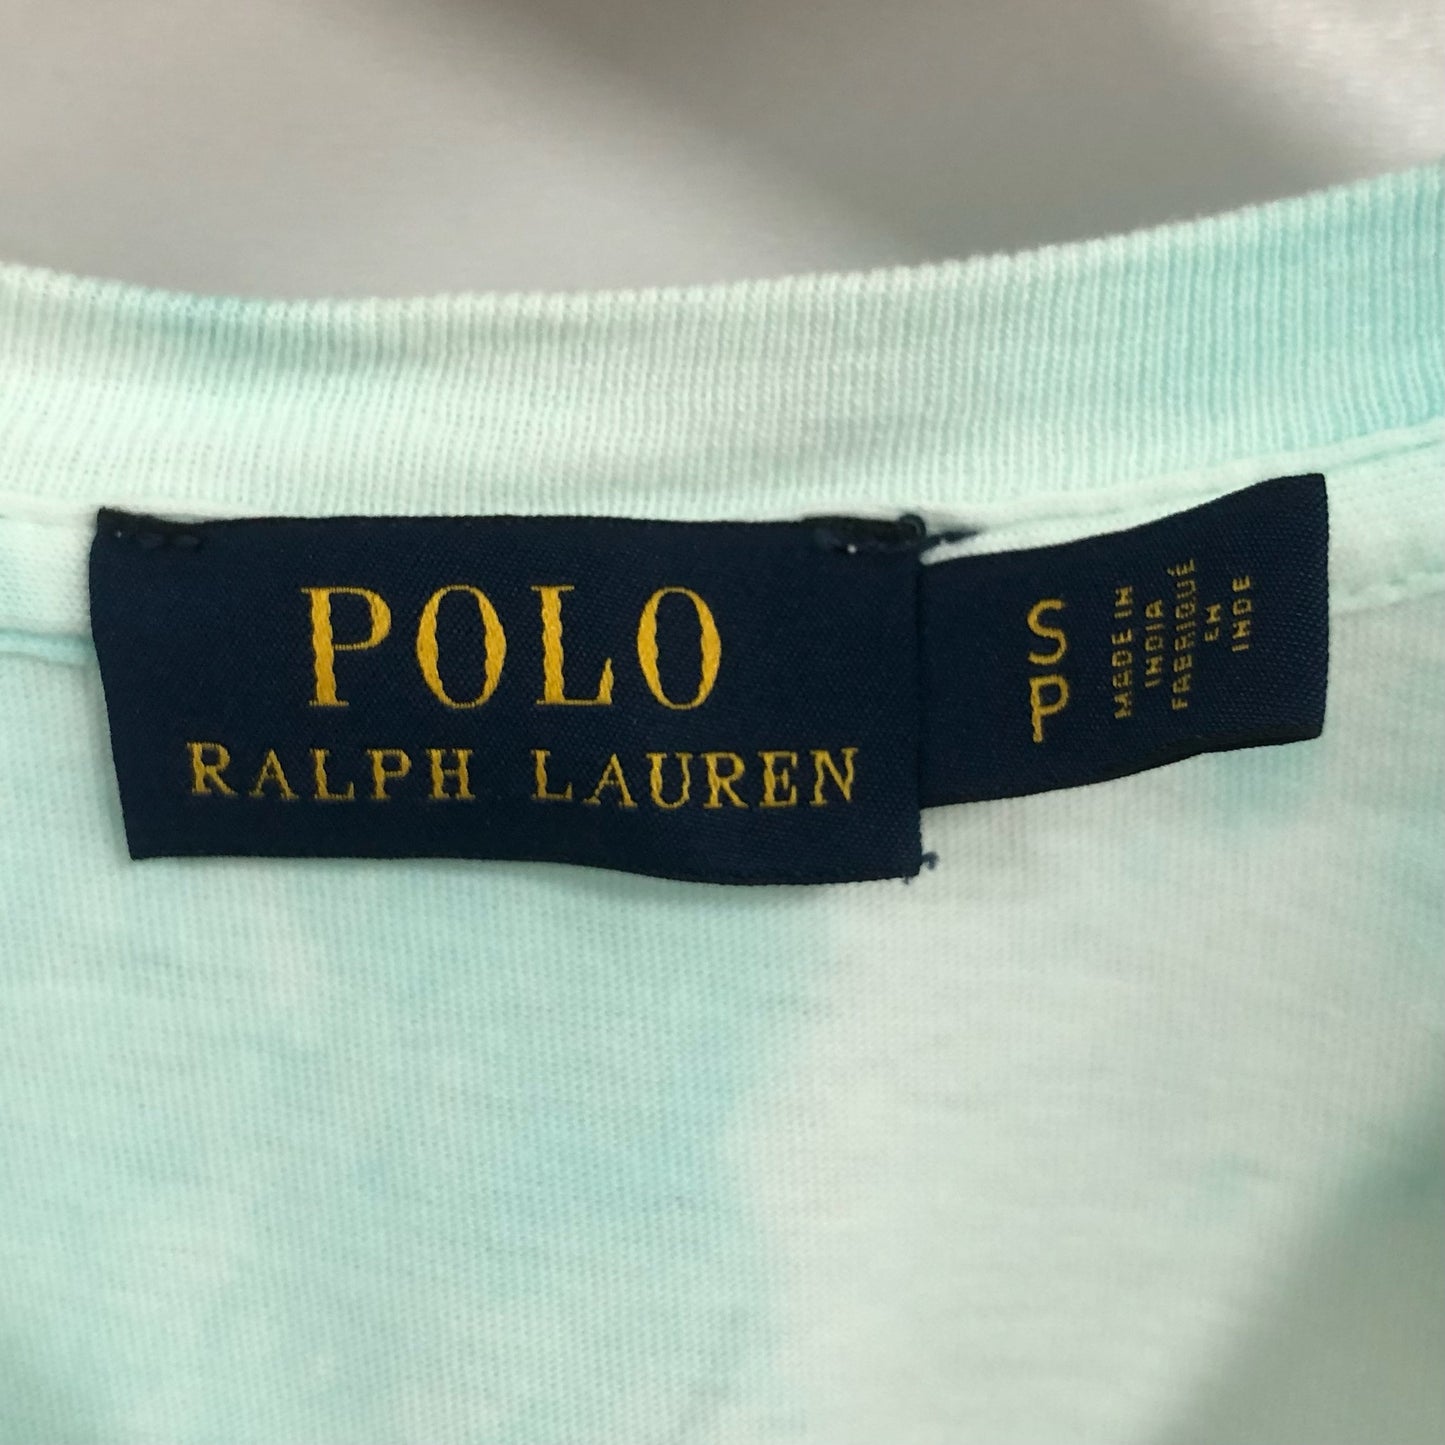 POLO
RALPH LAUREN
S
P
MADE IN
INDIA
FABRIQUÉ
EN
INDE